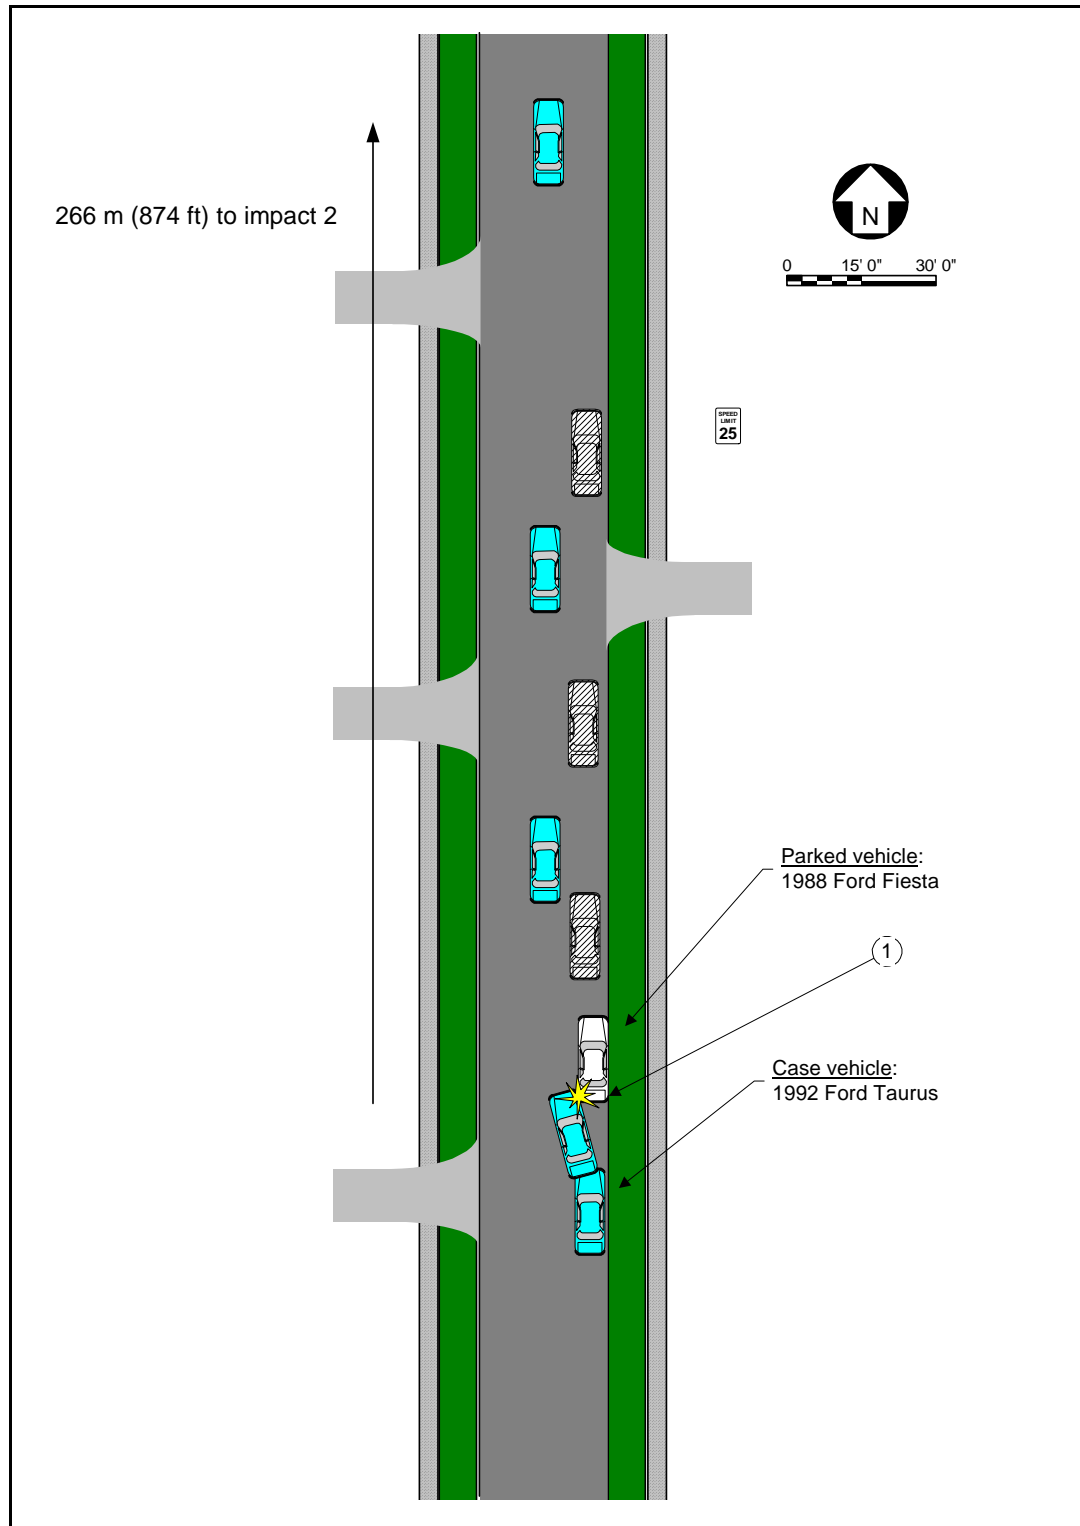 266 m (874 ft) to impact 2
N
0 15' 0" 30' 0"
SPEED
LIMIT
25
Parked vehicle:
1988 Ford Fiesta
1
Case vehicle:
1992 Ford Taurus